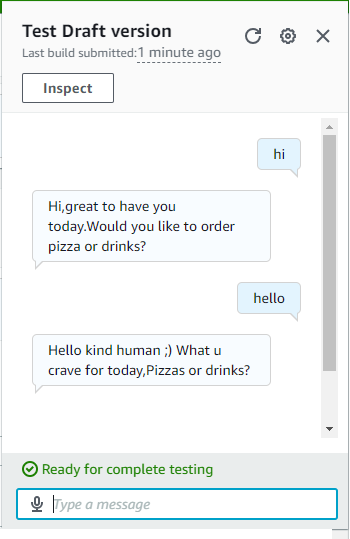 Test Draft version
Last build submitted: 1 minute ago
Inspect
hi
Hi,great to have you
today.Would you like to order
pizza or drinks?
hello
Hello kind human ;) What u
crave for today,Pizzas or drinks?
Ready for complete testing
Type a message